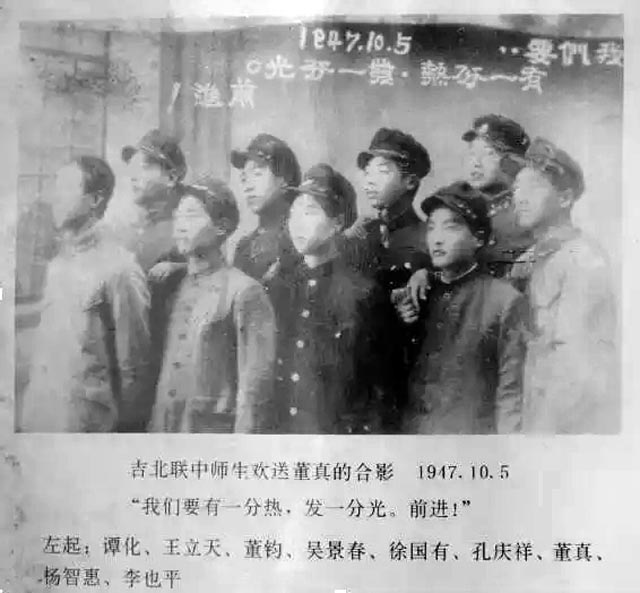 1947.10.5
我們要··
有一分熱·發一分光。
前進！
吉北联中师生欢送董真的合影 1947.10.5
“我们要有一分热，发一分光。前进！”
左起：谭化、王立天、董钧、吴景春、徐国有、孔庆祥、董真、
杨智惠、李也平